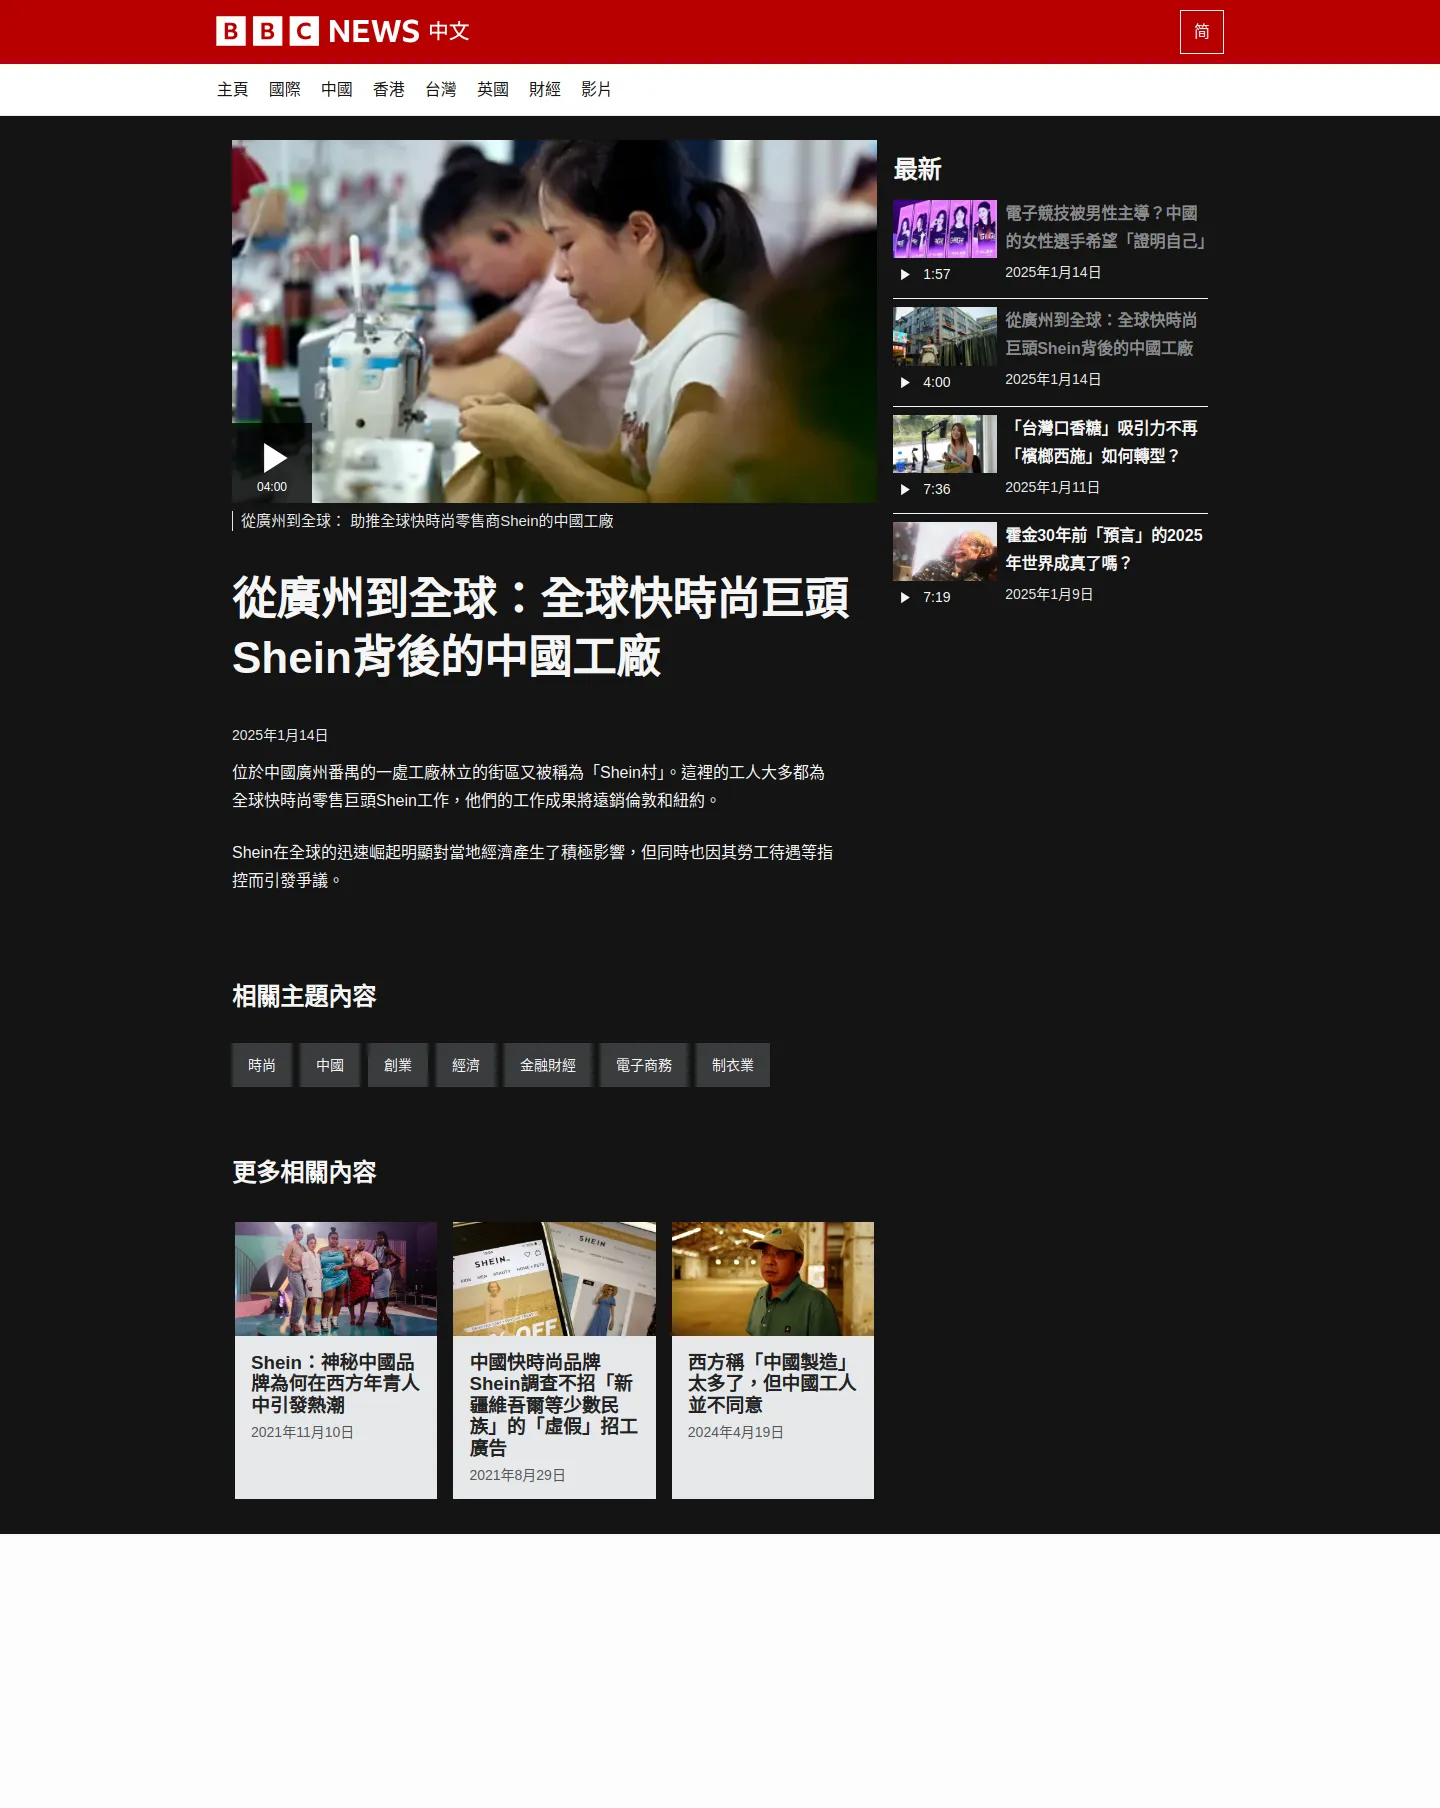 BBC NEWS 中文
简
主頁 國際 中國 香港 台灣 英國 財經 影片
04:00
從廣州到全球： 助推全球快時尚零售商Shein的中國工廠
從廣州到全球：全球快時尚巨頭
Shein背後的中國工廠
2025年1月14日
位於中國廣州番禺的一處工廠林立的街區又被稱為「Shein村」。這裡的工人大多都為
全球快時尚零售巨頭Shein工作，他們的工作成果將遠銷倫敦和紐約。
Shein在全球的迅速崛起明顯對當地經濟產生了積極影響，但同時也因其勞工待遇等指
控而引發爭議。
最新
電子競技被男性主導？中國
的女性選手希望「證明自己」
1:57
2025年1月14日
從廣州到全球：全球快時尚
巨頭Shein背後的中國工廠
4:00
2025年1月14日
「台灣口香糖」吸引力不再
「檳榔西施」如何轉型？
7:36
2025年1月11日
霍金30年前「預言」的2025
年世界成真了嗎？
7:19
2025年1月9日
相關主題內容
時尚 中國 創業 經濟 金融財經 電子商務 制衣業
更多相關內容
Shein：神秘中國品
牌為何在西方年青人
中引發熱潮
2021年11月10日
SHEIN
SHEIN
OFF
中國快時尚品牌
Shein調查不招「新
疆維吾爾等少數民
族」的「虛假」招工
廣告
2021年8月29日
西方稱「中國製造」
太多了，但中國工人
並不同意
2024年4月19日